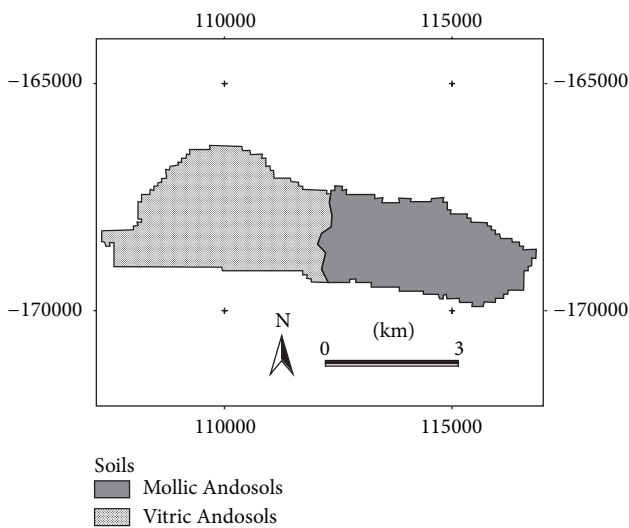 110000 115000
−165000 −165000
−170000 −170000
N
(km)
0 3
110000 115000
Soils
Mollic Andosols
Vitric Andosols